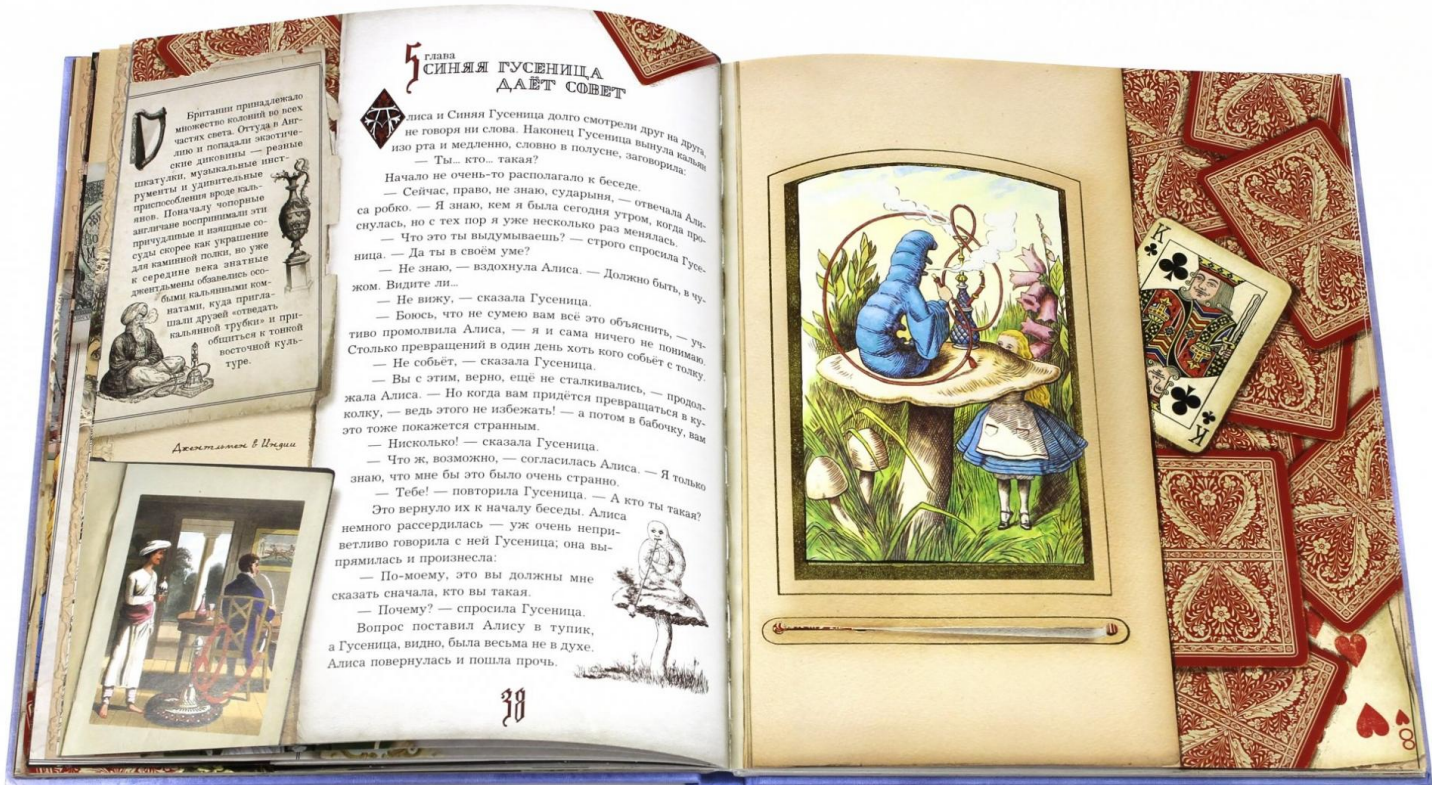 Британии принадлежало
множество колоний во всех
частях света. Оттуда в Анг-
лию и попадали экзотиче-
ские диковины — резные
шкатулки, музыкальные инст-
рументы и удивительные
приспособления вроде каль-
янов. Поначалу чопорные
англичане воспринимали эти
причудливые и изящные со-
суды скорее как украшение
для каминной полки, но уже
к середине века знатные
джентльмены обзавелись осо-
быми кальянными ком-
натами, куда пригла-
шали друзей «отведать
кальянной трубки» и при-
общиться к тонкой
восточной куль-
туре.
Джентльмен в Индии
5 глава
СИНЯЯ ГУСЕНИЦА
ДАЁТ СОВЕТ
Алиса и Синяя Гусеница долго смотрели друг на друга,
не говоря ни слова. Наконец Гусеница вынула кальян
изо рта и медленно, словно в полусне, заговорила:
— Ты... кто... такая?
Начало не очень-то располагало к беседе.
— Сейчас, право, не знаю, сударыня, — отвечала Али-
са робко. — Я знаю, кем я была сегодня утром, когда про-
снулась, но с тех пор я уже несколько раз менялась.
— Что это ты выдумываешь? — строго спросила Гусе-
ница. — Да ты в своём уме?
— Не знаю, — вздохнула Алиса. — Должно быть, в чу-
жом. Видите ли...
— Не вижу, — сказала Гусеница.
— Боюсь, что не сумею вам всё это объяснить, — уч-
тиво промолвила Алиса, — я и сама ничего не понимаю.
Столько превращений в один день хоть кого собьёт с толку.
— Не собьёт, — сказала Гусеница.
— Вы с этим, верно, ещё не сталкивались, — продол-
жала Алиса. — Но когда вам придётся превращаться в ку-
колку, — ведь этого не избежать! — а потом в бабочку, вам
это тоже покажется странным.
— Нисколько! — сказала Гусеница.
— Что ж, возможно, — согласилась Алиса. — Я только
знаю, что мне бы это было очень странно.
— Тебе! — повторила Гусеница. — А кто ты такая?
Это вернуло их к началу беседы. Алиса
немного рассердилась — уж очень непри-
ветливо говорила с ней Гусеница; она вы-
прямилась и произнесла:
— По-моему, это вы должны мне
сказать сначала, кто вы такая.
— Почему? — спросила Гусеница.
Вопрос поставил Алису в тупик,
а Гусеница, видно, была весьма не в духе.
Алиса повернулась и пошла прочь.
38
K
K
8